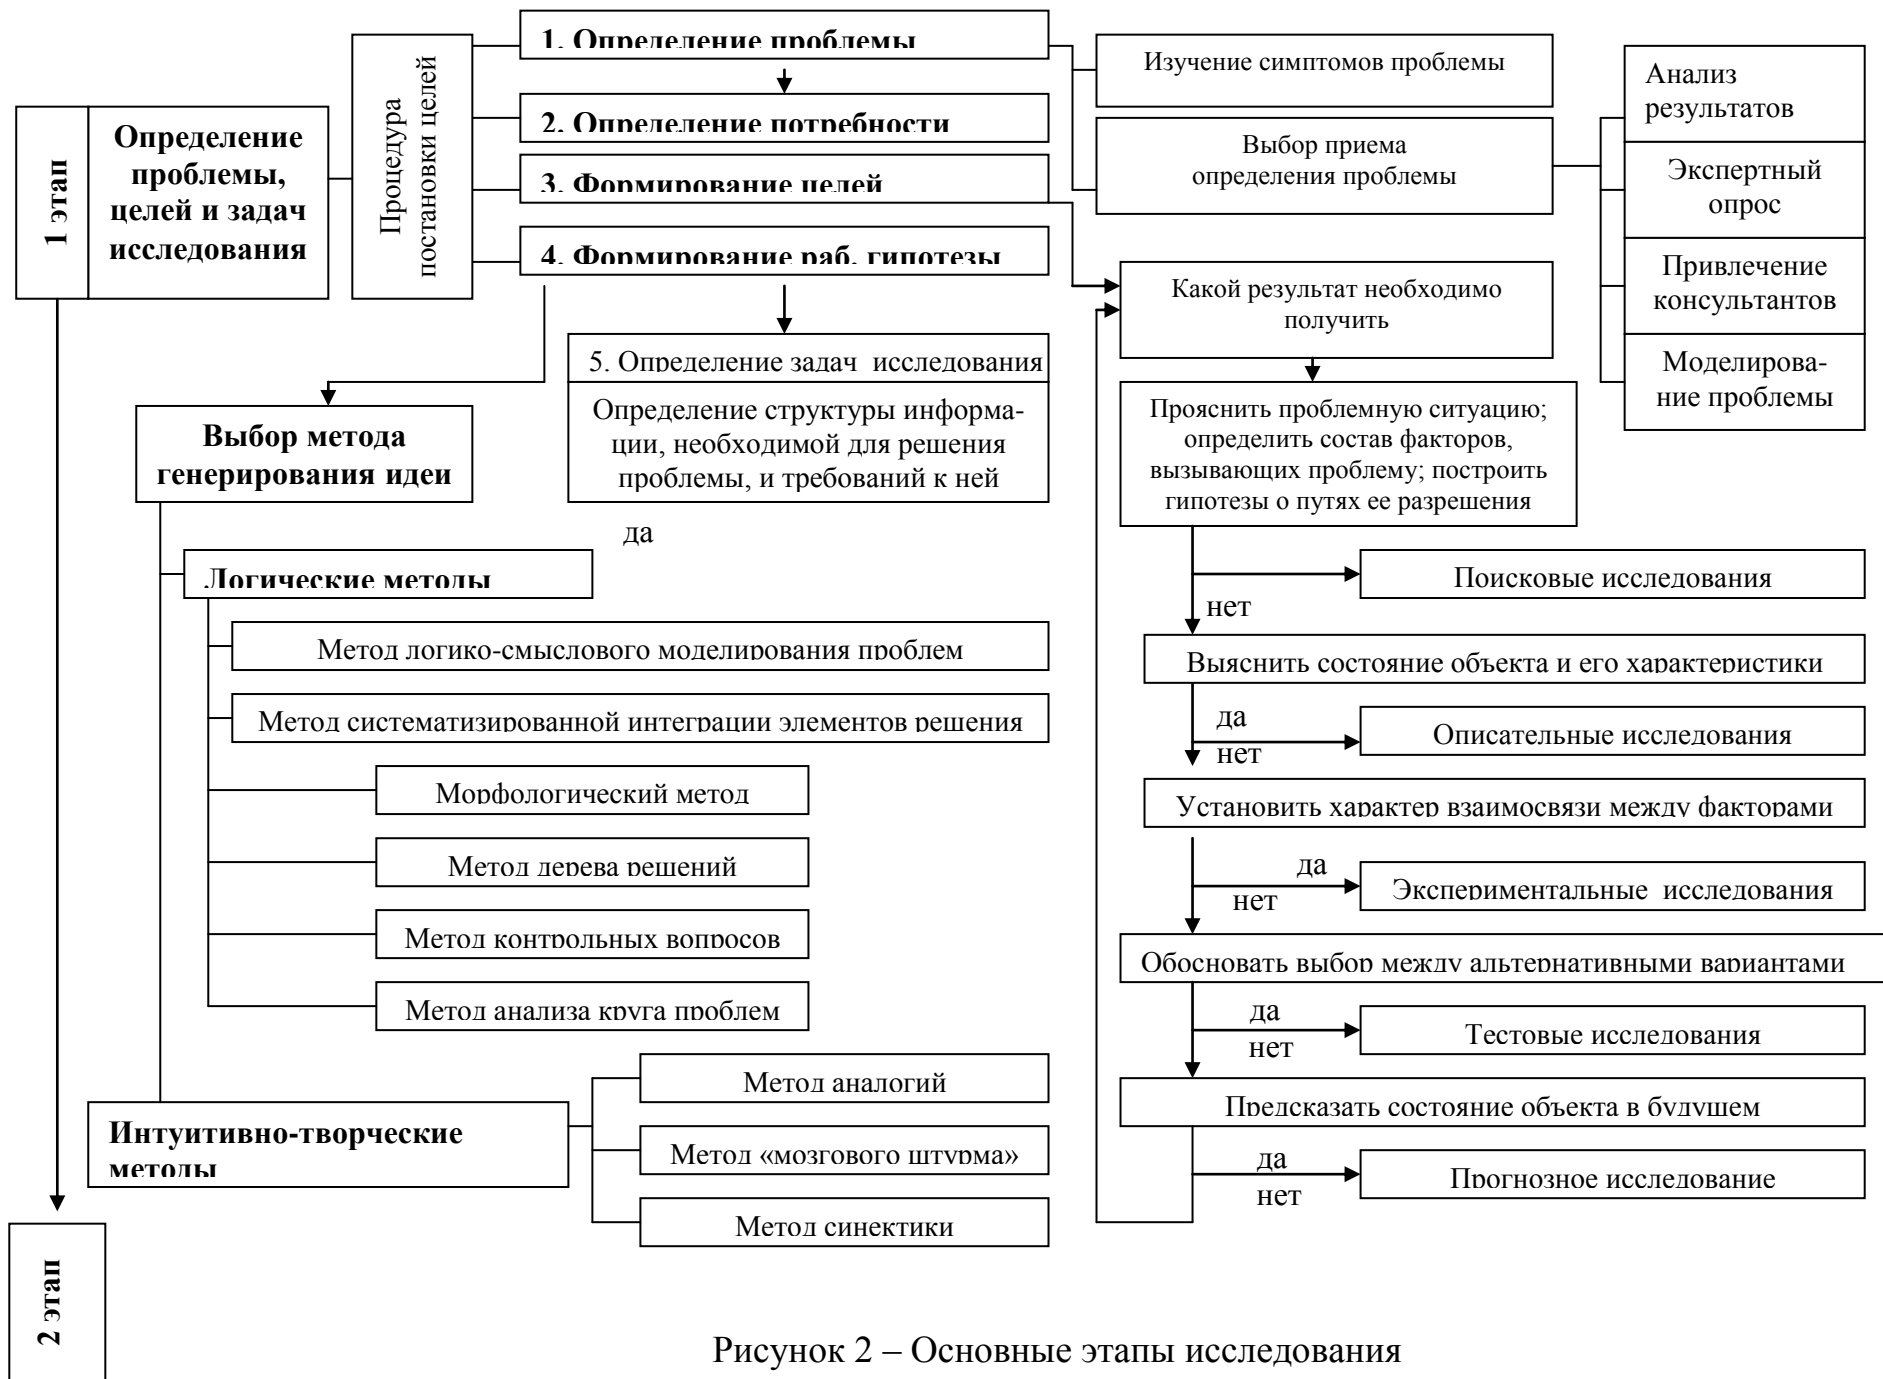 1 этап
Определение
проблемы,
целей и задач
исследования
Процедура
постановки целей
1. Определение проблемы
2. Определение потребности
3. Формирование целей
4. Формирование раб. гипотезы
Изучение симптомов проблемы
Выбор приема
определения проблемы
Анализ
результатов
Экспертный
опрос
Привлечение
консультантов
Моделирова-
ние проблемы
5. Определение задач исследования
Определение структуры информа-
ции, необходимой для решения
проблемы, и требований к ней
да
Выбор метода
генерирования идеи
Логические методы
Метод логико-смыслового моделирования проблем
Метод систематизированной интеграции элементов решения
Морфологический метод
Метод дерева решений
Метод контрольных вопросов
Метод анализа круга проблем
Интуитивно-творческие
методы
Метод аналогий
Метод «мозгового штурма»
Метод синектики
Какой результат необходимо
получить
Прояснить проблемную ситуацию;
определить состав факторов,
вызывающих проблему; построить
гипотезы о путях ее разрешения
Поисковые исследования
нет
Выяснить состояние объекта и его характеристики
да
Описательные исследования
нет
Установить характер взаимосвязи между факторами
да
Экспериментальные исследования
нет
Обосновать выбор между альтернативными вариантами
да
Тестовые исследования
нет
Предсказать состояние объекта в будущем
да
Прогнозное исследование
нет
2 этап
Рисунок 2 – Основные этапы исследования